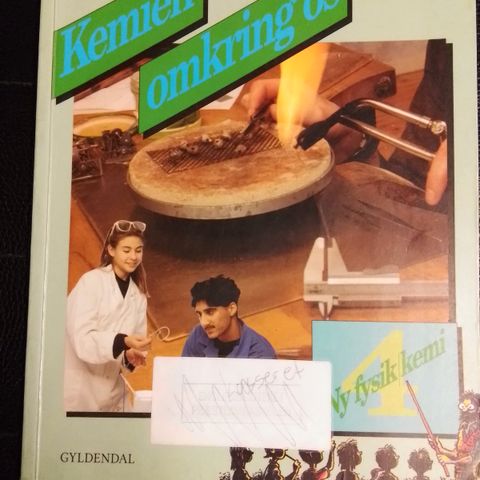 Kemien
omkring os
4
Ny fysik/kemi
GYLDENDAL